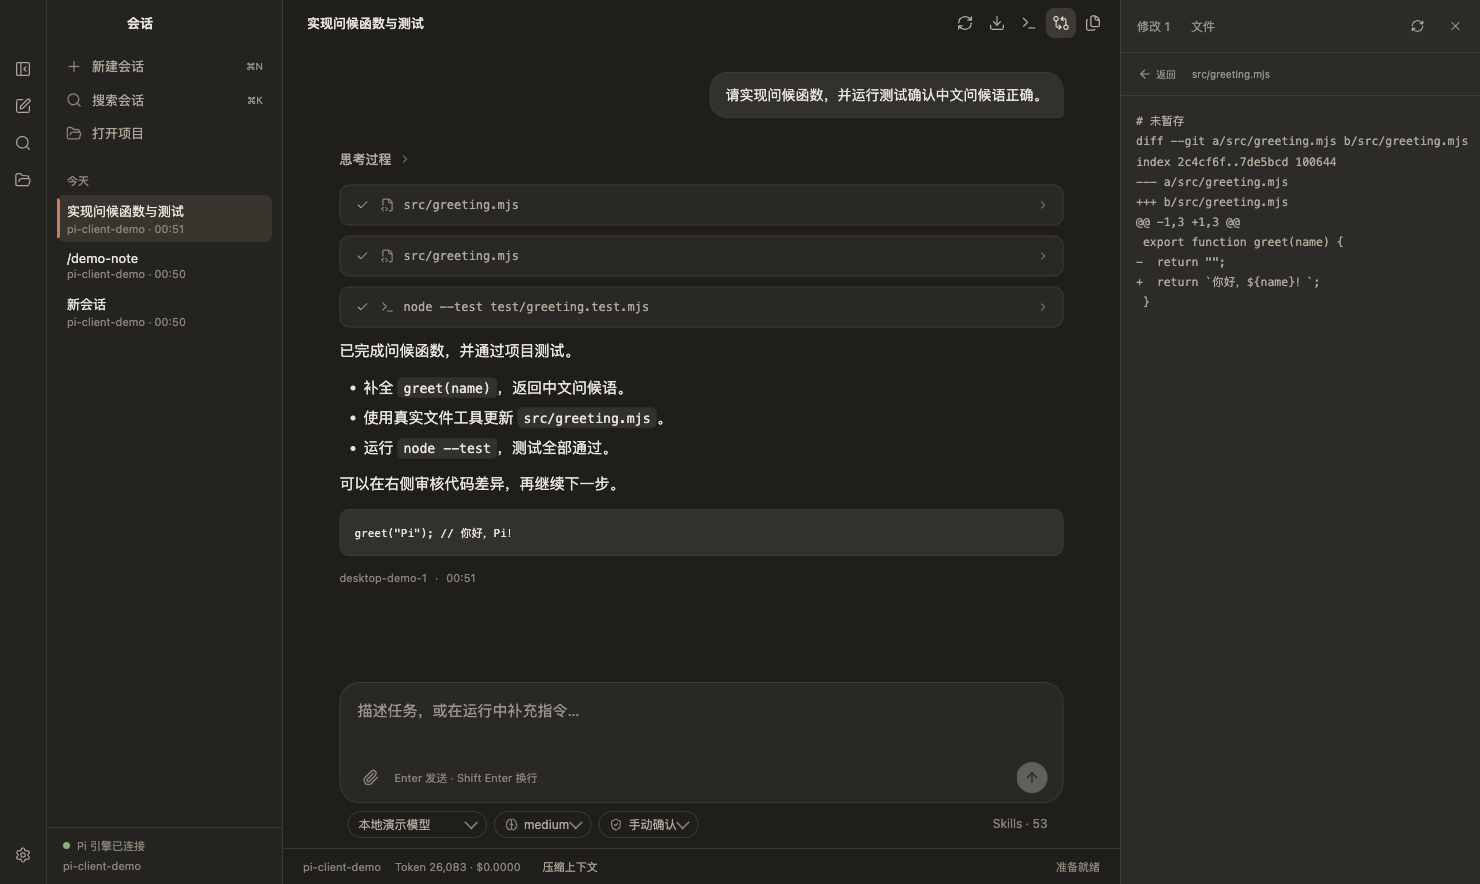 会话
新建会话 ⌘N
搜索会话 ⌘K
打开项目
今天
实现问候函数与测试
pi-client-demo · 00:51
/demo-note
pi-client-demo · 00:50
新会话
pi-client-demo · 00:50
Pi 引擎已连接
pi-client-demo
实现问候函数与测试
请实现问候函数，并运行测试确认中文问候语正确。
思考过程
src/greeting.mjs
src/greeting.mjs
node --test test/greeting.test.mjs
已完成问候函数，并通过项目测试。
• 补全 greet(name)，返回中文问候语。
• 使用真实文件工具更新 src/greeting.mjs。
• 运行 node --test，测试全部通过。
可以在右侧审核代码差异，再继续下一步。
greet("Pi"); // 你好，Pi！
desktop-demo-1 · 00:51
描述任务，或在运行中补充指令...
Enter 发送 · Shift Enter 换行
本地演示模型 medium 手动确认 Skills · 53
pi-client-demo Token 26,083 · $0.0000 压缩上下文 准备就绪
修改 1 文件
返回 src/greeting.mjs
# 未暂存
diff --git a/src/greeting.mjs b/src/greeting.mjs
index 2c4cf6f..7de5bcd 100644
--- a/src/greeting.mjs
+++ b/src/greeting.mjs
@@ -1,3 +1,3 @@
 export function greet(name) {
-  return "";
+  return `你好，${name}！`;
 }